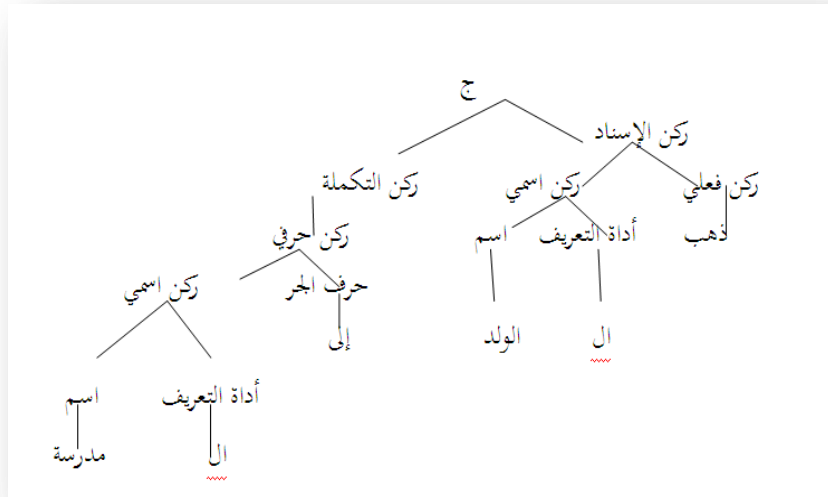 ج
ركن الإسناد
ركن فعلي ركن اسمي ركن التكملة
ذهب أداة التعريف اسم ركن حرفي
حرف الجر ركن اسمي
ال الولد إلى
أداة التعريف اسم
ال مدرسة